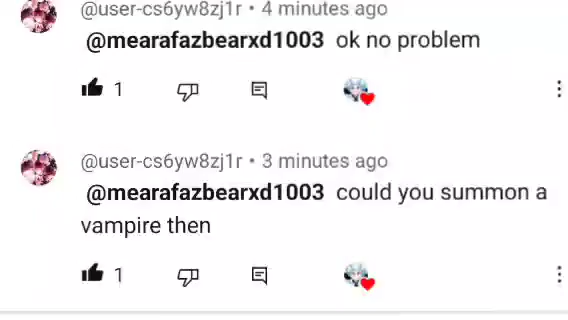 @user-cs6yw8zj1r • 4 minutes ago
@mearafazbearxd1003 ok no problem
1
@user-cs6yw8zj1r • 3 minutes ago
@mearafazbearxd1003 could you summon a
vampire then
1